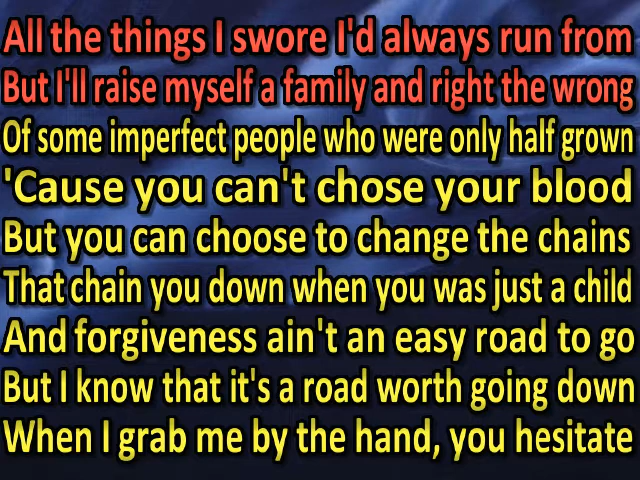 All the things I swore I'd always run from
But I'll raise myself a family and right the wrong
Of some imperfect people who were only half grown
'Cause you can't chose your blood
But you can choose to change the chains
That chain you down when you was just a child
And forgiveness ain't an easy road to go
But I know that it's a road worth going down
When I grab me by the hand, you hesitate